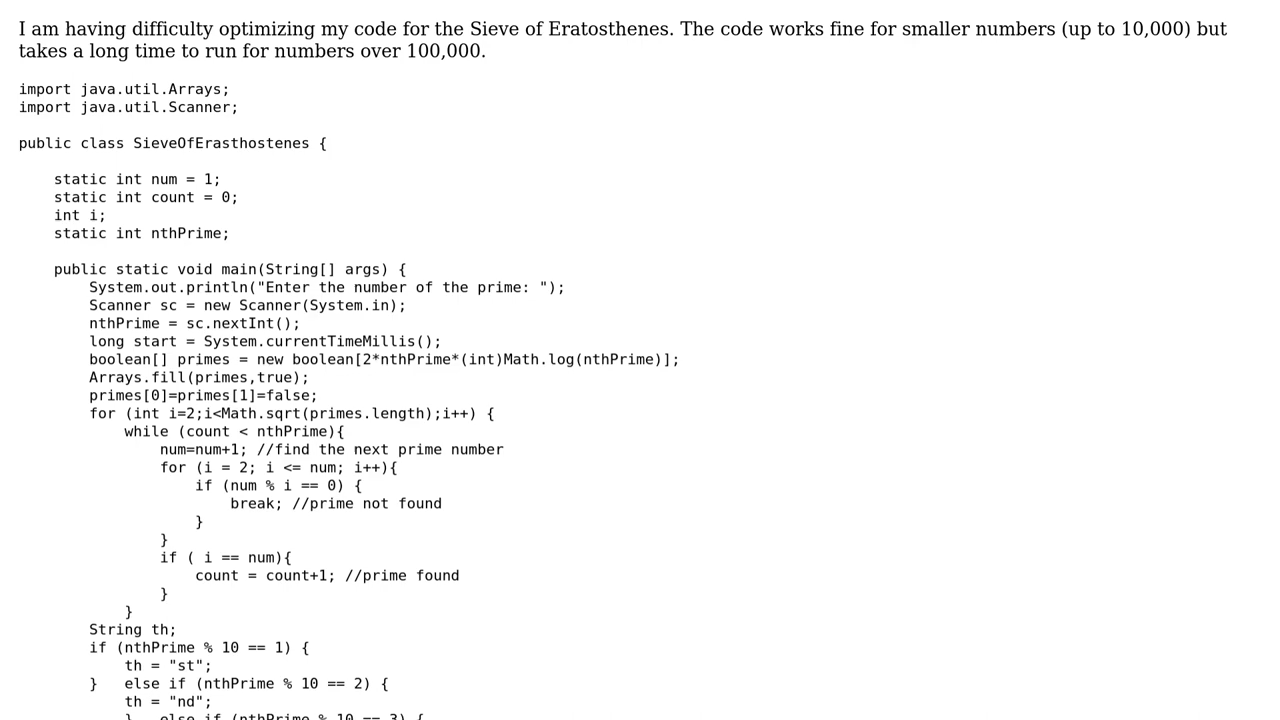 I am having difficulty optimizing my code for the Sieve of Eratosthenes. The code works fine for smaller numbers (up to 10,000) but
takes a long time to run for numbers over 100,000.
import java.util.Arrays;
import java.util.Scanner;
public class SieveOfErasthostenes {
    static int num = 1;
    static int count = 0;
    int i;
    static int nthPrime;
    public static void main(String[] args) {
        System.out.println("Enter the number of the prime: ");
        Scanner sc = new Scanner(System.in);
        nthPrime = sc.nextInt();
        long start = System.currentTimeMillis();
        boolean[] primes = new boolean[2*nthPrime*(int)Math.log(nthPrime)];
        Arrays.fill(primes,true);
        primes[0]=primes[1]=false;
        for (int i=2;i<Math.sqrt(primes.length);i++) {
            while (count < nthPrime){
                num=num+1; //find the next prime number
                for (i = 2; i <= num; i++){
                    if (num % i == 0) {
                        break; //prime not found
                    }
                }
                if ( i == num){
                    count = count+1; //prime found
                }
            }
        String th;
        if (nthPrime % 10 == 1) {
            th = "st";
        }   else if (nthPrime % 10 == 2) {
            th = "nd";
            }   else if (nthPrime % 10 == 3) {